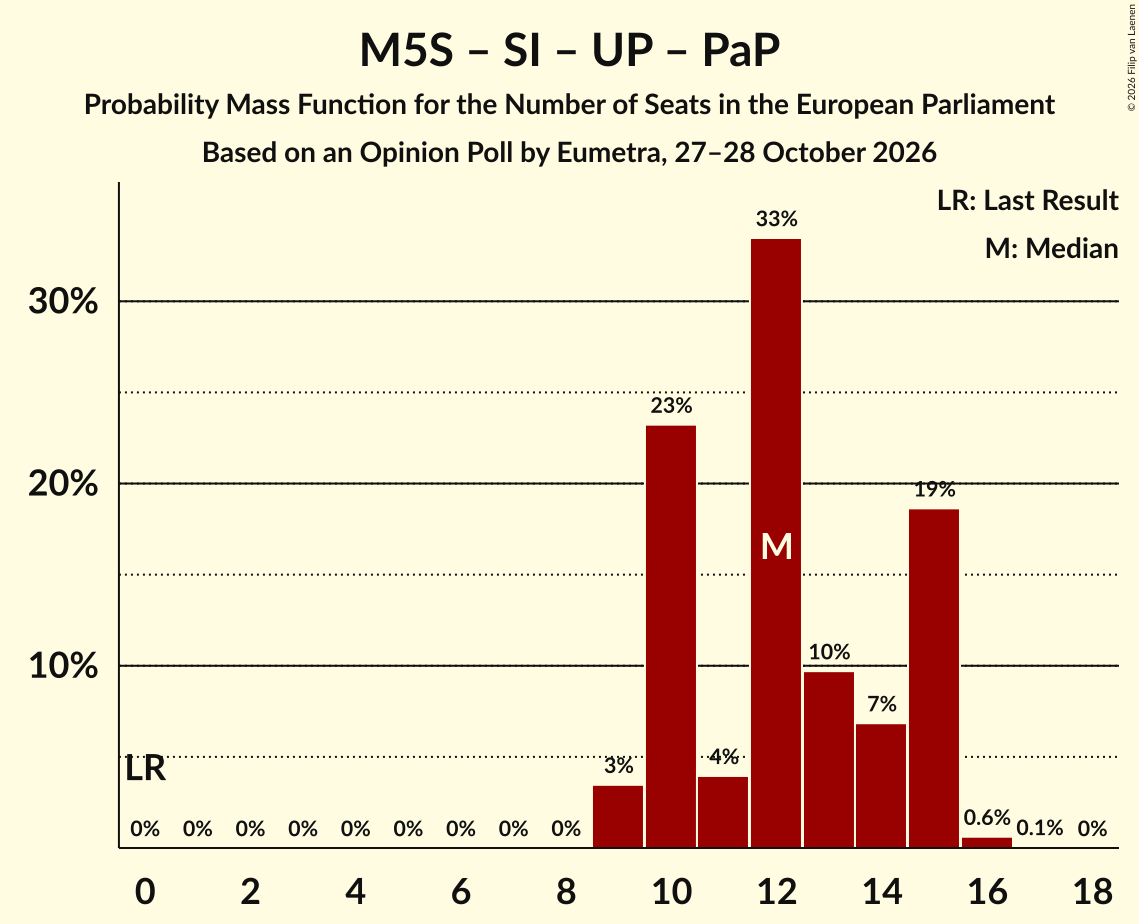 M5S – SI – UP – PaP
Probability Mass Function for the Number of Seats in the European Parliament
Based on an Opinion Poll by Eumetra, 27–28 October 2026
© 2026 Filip van Laenen
LR: Last Result
M: Median
33%
30%
23%
20%
19%
M
10%
10%
7%
LR
3%
4%
0% 0% 0% 0% 0% 0% 0% 0% 0% 0.6% 0.1% 0%
0 2 4 6 8 10 12 14 16 18